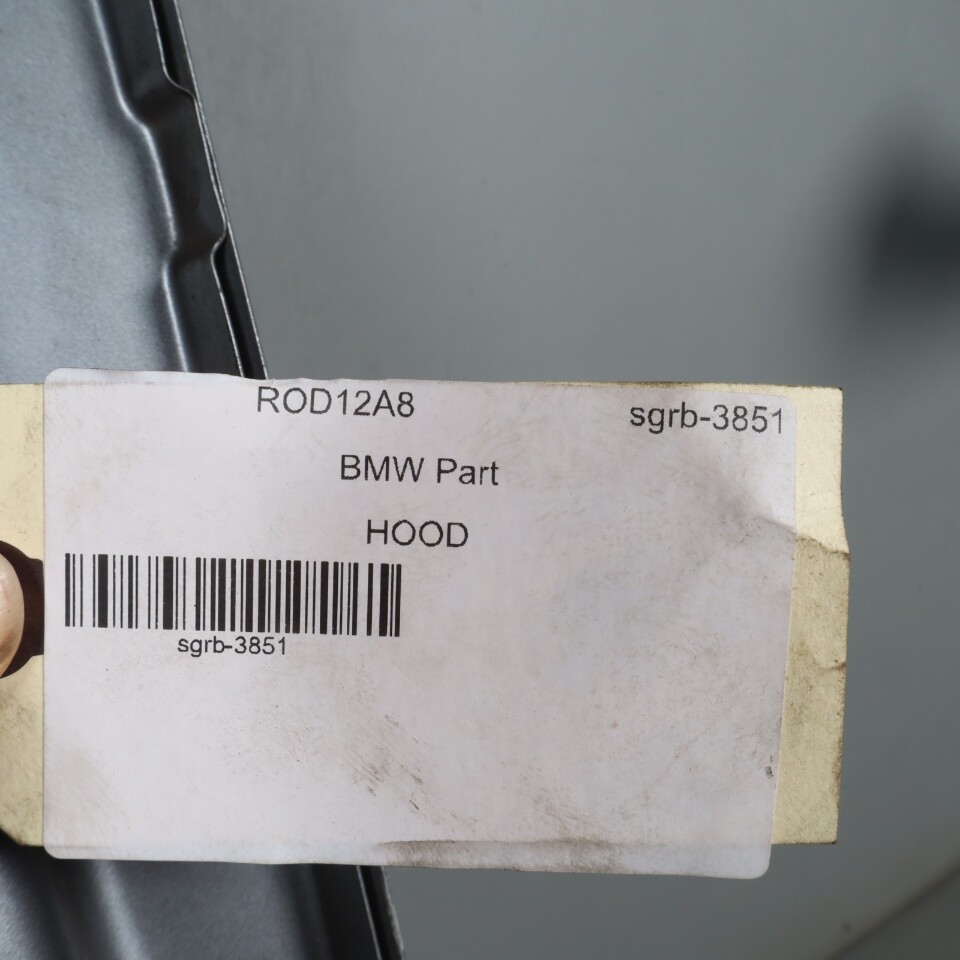 ROD12A8 sgrb-3851
BMW Part
HOOD
sgrb-3851